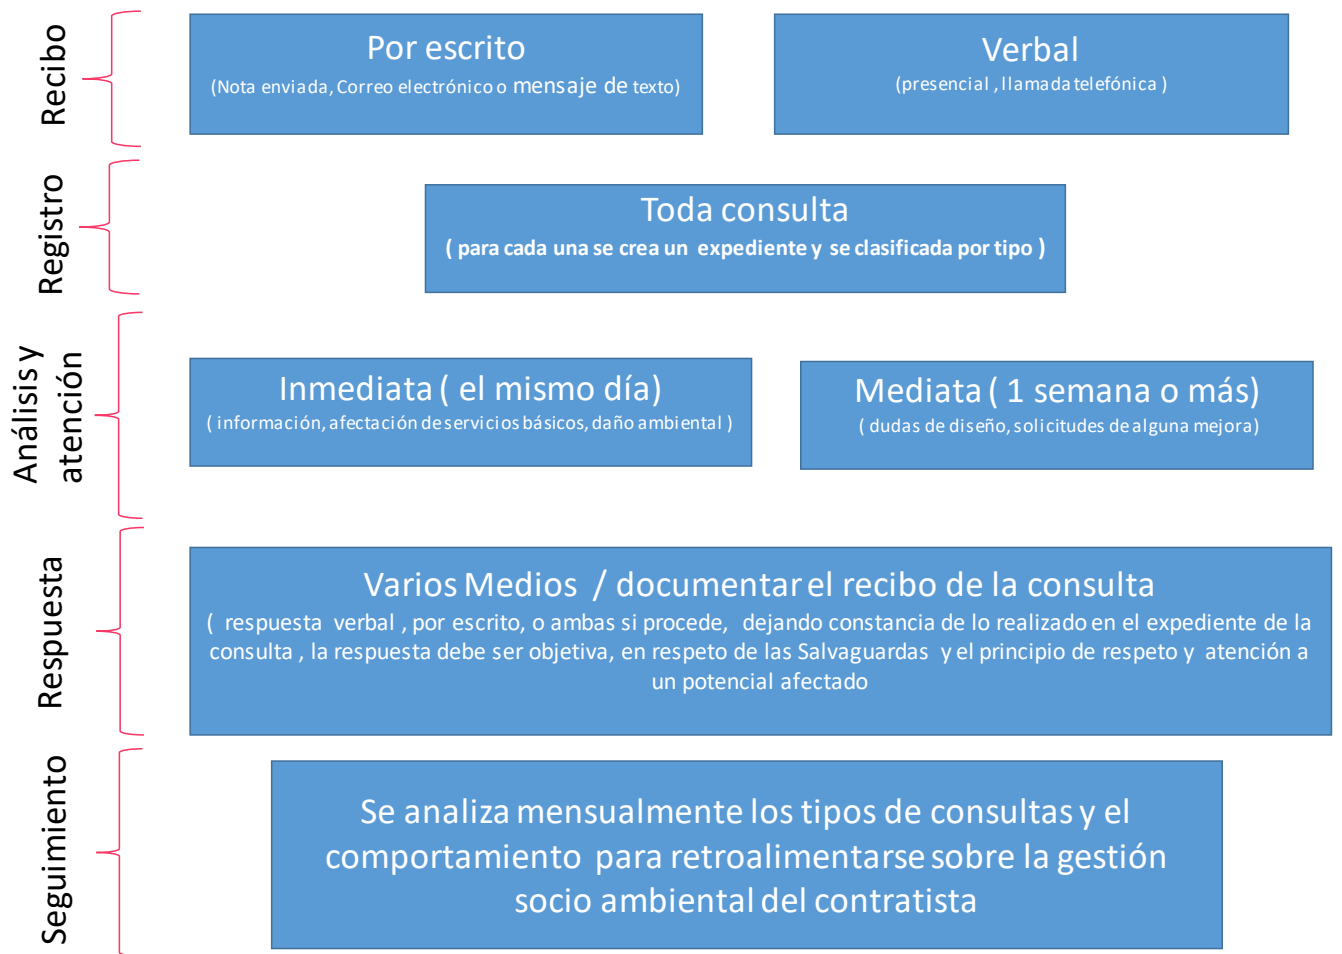 Recibo
Por escrito
(Nota enviada, Correo electrónico o mensaje de texto)
Verbal
(presencial , llamada telefónica )
Registro
Toda consulta
( para cada una se crea un expediente y se clasificada por tipo )
Análisis y
atención
Inmediata ( el mismo día)
( información, afectación de servicios básicos, daño ambiental )
Mediata ( 1 semana o más)
( dudas de diseño, solicitudes de alguna mejora)
Respuesta
Varios Medios / documentar el recibo de la consulta
( respuesta verbal , por escrito, o ambas si procede, dejando constancia de lo realizado en el expediente de la
consulta , la respuesta debe ser objetiva, en respeto de las Salvaguardas y el principio de respeto y atención a
un potencial afectado
Seguimiento
Se analiza mensualmente los tipos de consultas y el
comportamiento para retroalimentarse sobre la gestión
socio ambiental del contratista